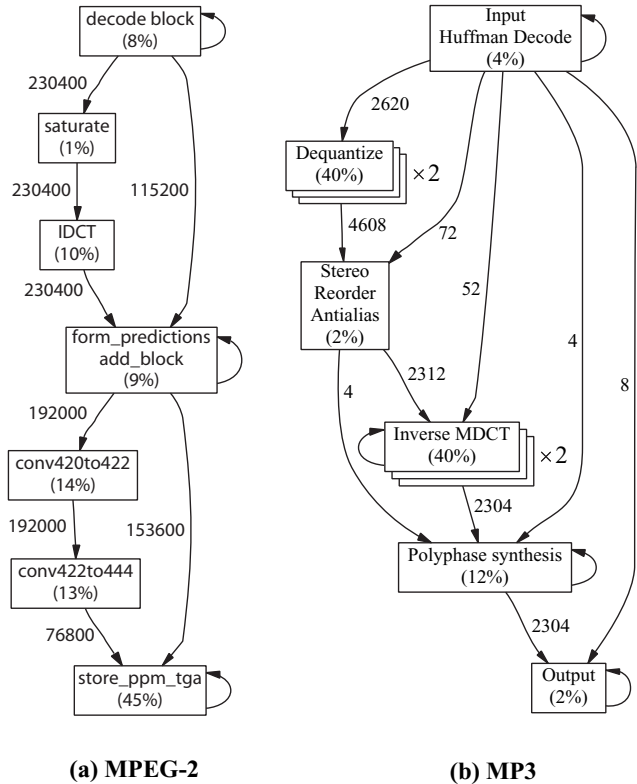 decode block
(8%)
230400
saturate
(1%)
230400
115200
IDCT
(10%)
230400
form_predictions
add_block
(9%)
192000
conv420to422
(14%)
192000
153600
conv422to444
(13%)
76800
store_ppm_tga
(45%)
(a) MPEG-2
Input
Huffman Decode
(4%)
2620
Dequantize
(40%)
×2
4608
72
Stereo
Reorder
Antialias
(2%)
52
4
8
4
2312
Inverse MDCT
(40%)
×2
2304
Polyphase synthesis
(12%)
2304
Output
(2%)
(b) MP3